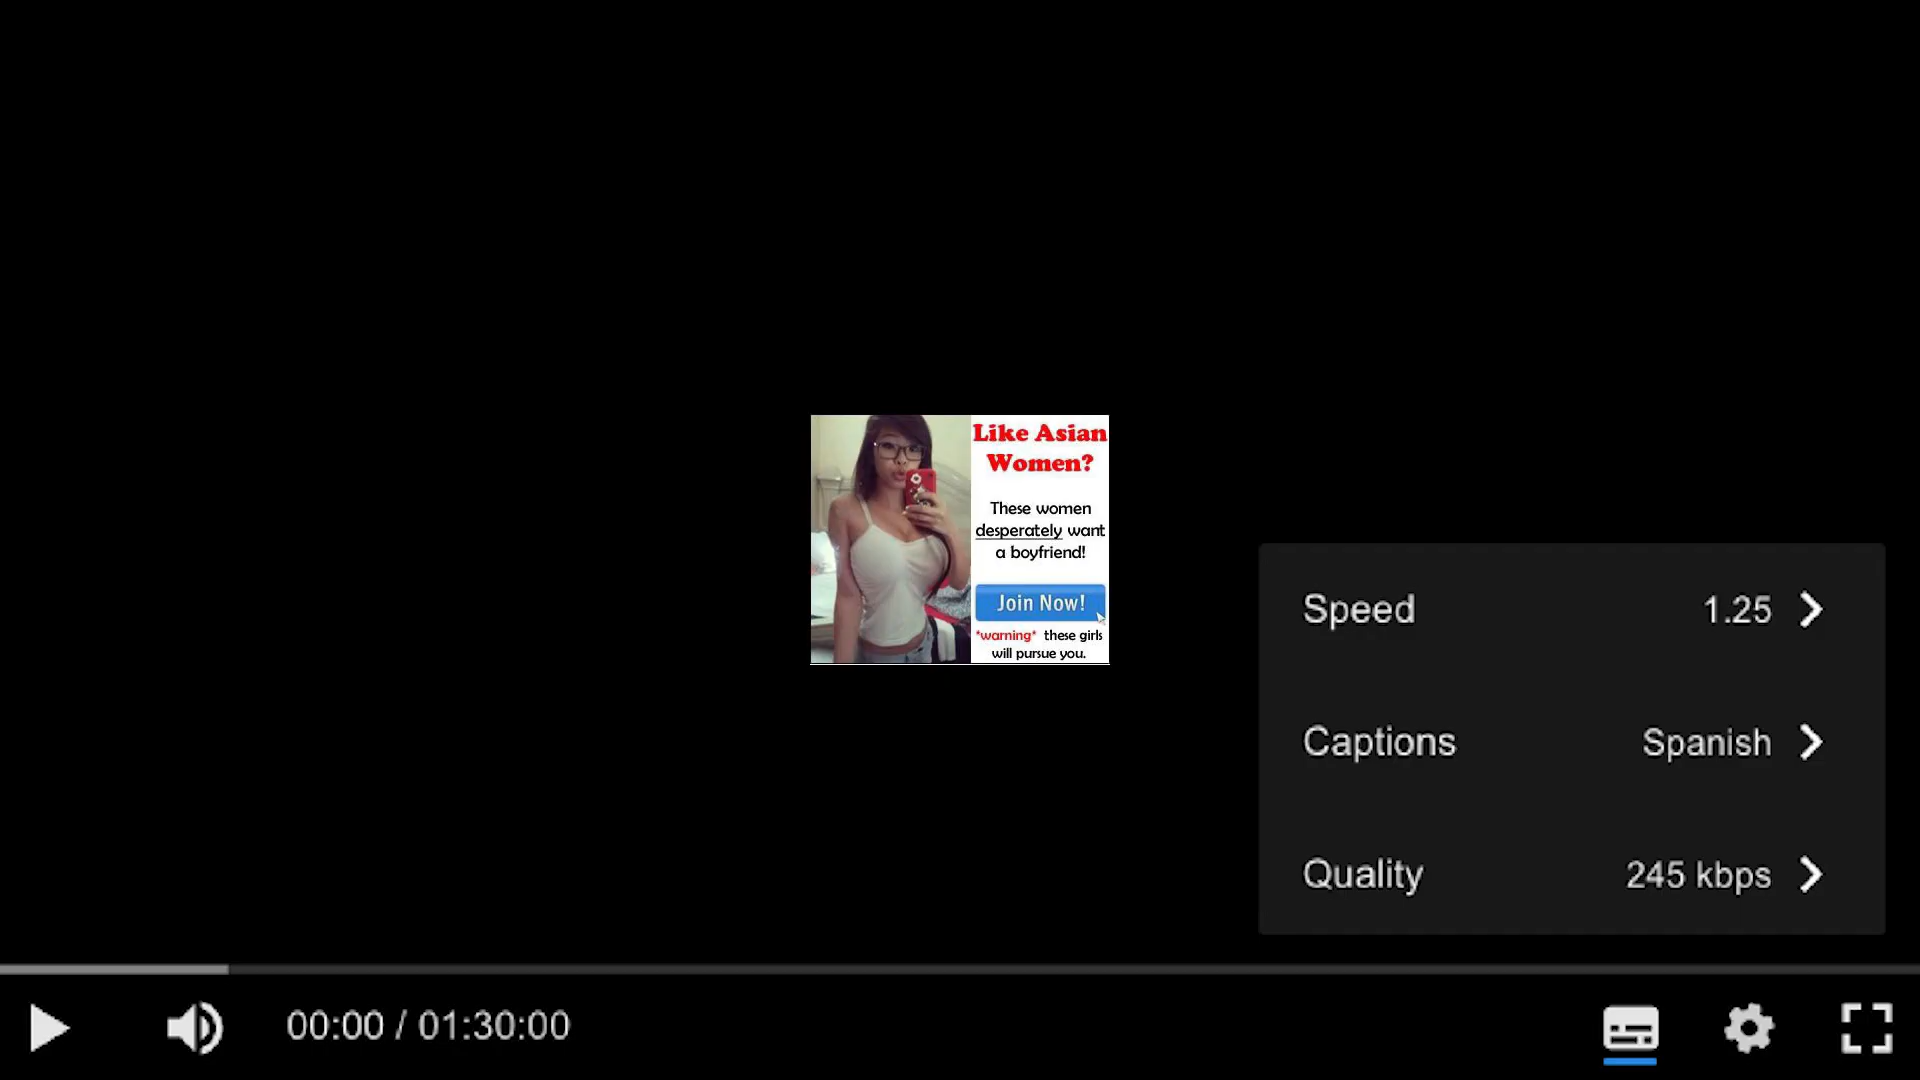 Like Asian
Women?
These women
desperately want
a boyfriend!
Join Now!
*warning* these girls
will pursue you.
Speed 1.25
Captions Spanish
Quality 245 kbps
00:00 / 01:30:00